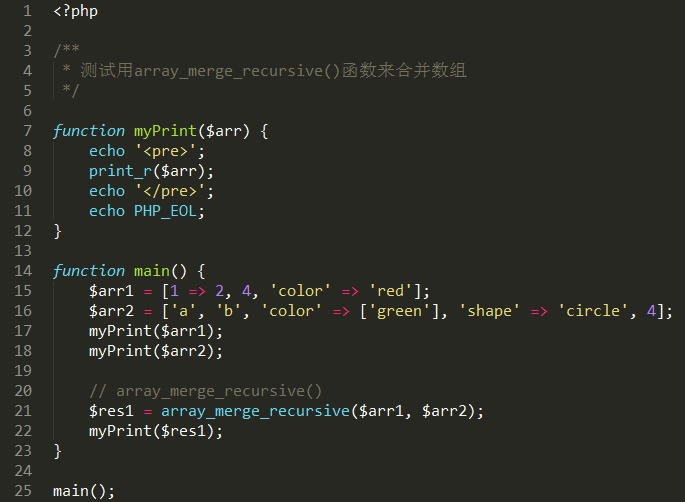 1 <?php
2
3 /**
4  * 测试用array_merge_recursive()函数来合并数组
5  */
6
7 function myPrint($arr) {
8     echo '<pre>';
9     print_r($arr);
10     echo '</pre>';
11     echo PHP_EOL;
12 }
13
14 function main() {
15     $arr1 = [1 => 2, 4, 'color' => 'red'];
16     $arr2 = ['a', 'b', 'color' => ['green'], 'shape' => 'circle', 4];
17     myPrint($arr1);
18     myPrint($arr2);
19
20     // array_merge_recursive()
21     $res1 = array_merge_recursive($arr1, $arr2);
22     myPrint($res1);
23 }
24
25 main();